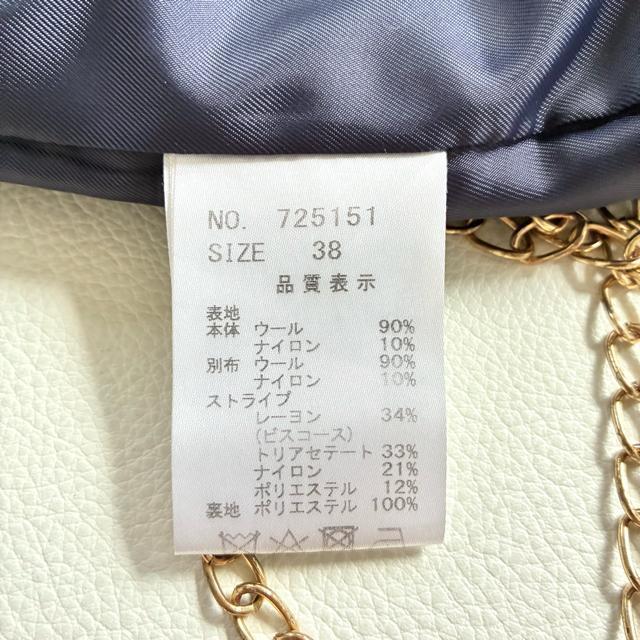 NO. 725151
SIZE 38
品質表示
表地
本体 ウール 90%
ナイロン 10%
別布 ウール 90%
ナイロン 10%
ストライプ
レーヨン 34%
(ビスコース)
トリアセテート 33%
ナイロン 21%
ポリエステル 12%
裏地 ポリエステル 100%